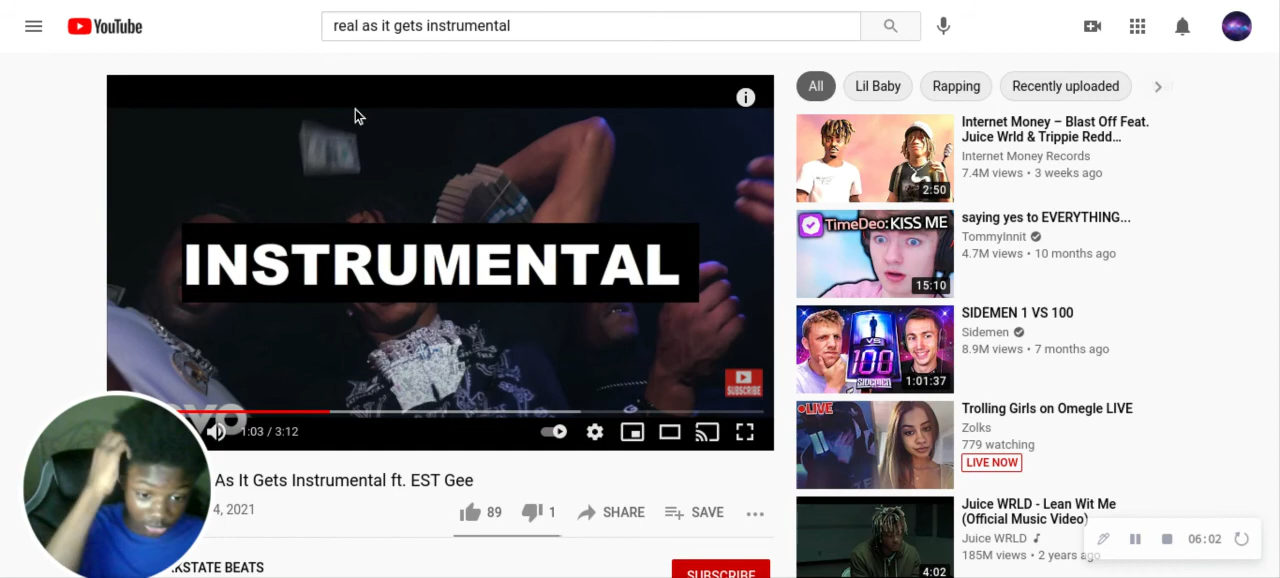 YouTube
real as it gets instrumental
INSTRUMENTAL
SUBSCRIBE
1:03 / 3:12
As It Gets Instrumental ft. EST Gee
4, 2021
89
1
SHARE
SAVE
KSTATE BEATS
SUBSCRIBE
All
Lil Baby
Rapping
Recently uploaded
2:50
Internet Money – Blast Off Feat.
Juice Wrld & Trippie Redd...
Internet Money Records
7.4M views • 3 weeks ago
TimeDeo: KISS ME
15:10
saying yes to EVERYTHING...
TommyInnit
4.7M views • 10 months ago
VS
100
SIDEMEN
1:01:37
SIDEMEN 1 VS 100
Sidemen
8.9M views • 7 months ago
LIVE
Trolling Girls on Omegle LIVE
Zolks
779 watching
LIVE NOW
4:02
Juice WRLD - Lean Wit Me
(Official Music Video)
Juice WRLD
185M views • 2 years ago
06:02